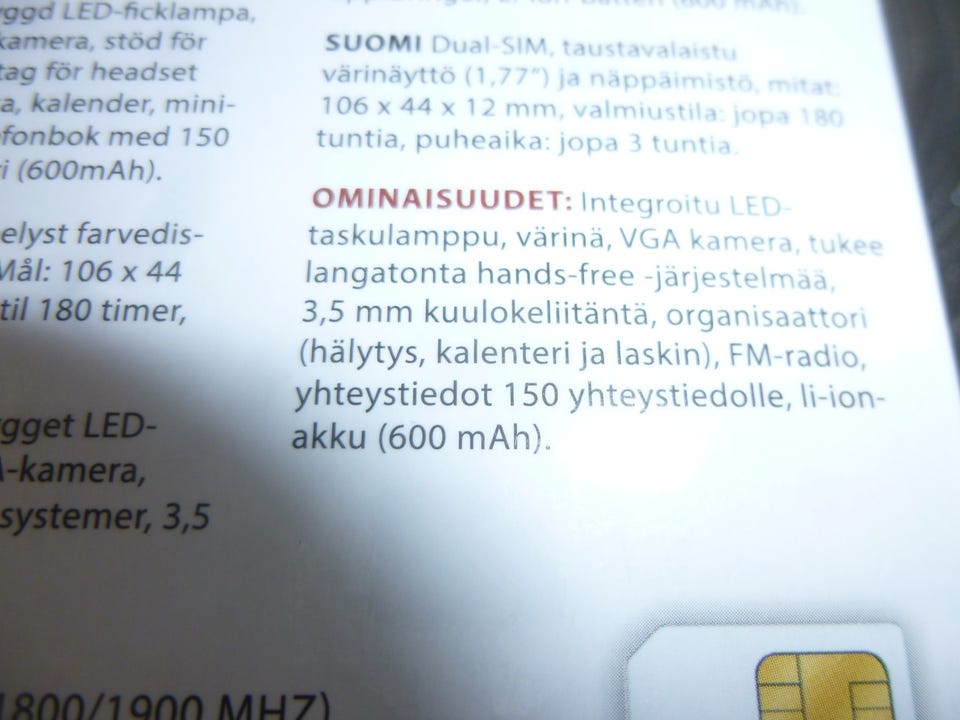 yggd LED-ficklampa,
kamera, stöd för
tag för headset
a, kalender, mini-
fonbok med 150
i (600mAh).
elyst farvedis-
Mål: 106 x 44
til 180 timer,
gget LED-
A-kamera,
systemer, 3,5
1800/1900 MHZ)
(600 mAh).
SUOMI Dual-SIM, taustavalaistu
värinäyttö (1,77”) ja näppäimistö, mitat:
106 x 44 x 12 mm, valmiustila: jopa 180
tuntia, puheaika: jopa 3 tuntia.
OMINAISUUDET: Integroitu LED-
taskulamppu, värinä, VGA kamera, tukee
langatonta hands-free -järjestelmää,
3,5 mm kuulokeliitäntä, organisaattori
(hälytys, kalenteri ja laskin), FM-radio,
yhteystiedot 150 yhteystiedolle, li-ion-
akku (600 mAh).